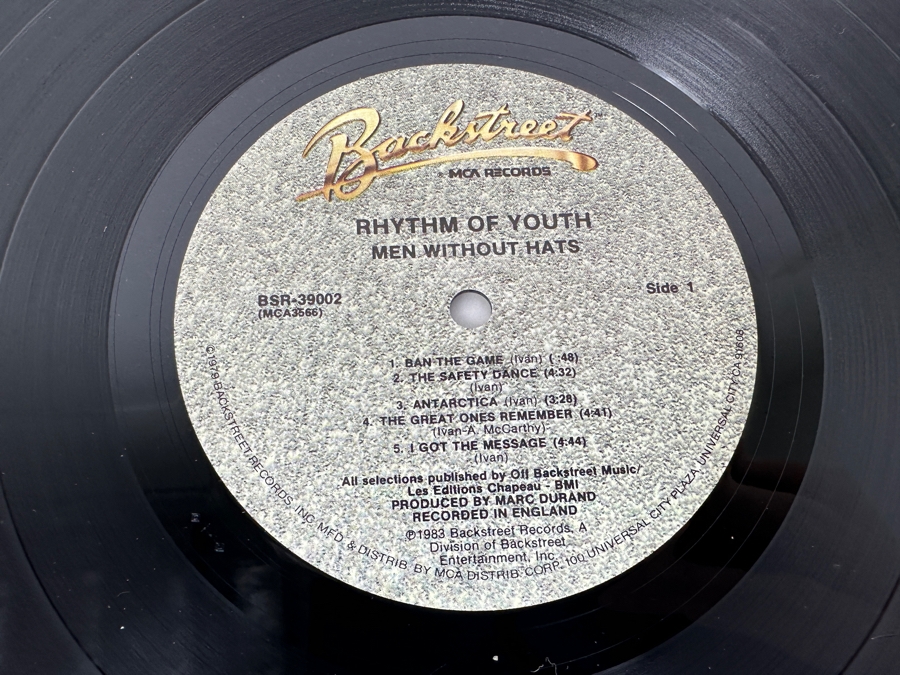 Backstreet
MCA RECORDS
RHYTHM OF YOUTH
MEN WITHOUT HATS
BSR-39002
(MCA3566)
Side 1
1. BAN THE GAME (Ivan) ( :48)
2. THE SAFETY DANCE (4:32)
(Ivan)
3. ANTARCTICA (Ivan) (3:28)
4. THE GREAT ONES REMEMBER (4:41)
(Ivan-A. McCarthy)
5. I GOT THE MESSAGE (4:44)
(Ivan)
All selections published by Off Backstreet Music/
Les Editions Chapeau - BMI
PRODUCED BY MARC DURAND
RECORDED IN ENGLAND
℗1983 Backstreet Records, A
Division of Backstreet
Entertainment, Inc.
©1979 BACKSTREET RECORDS, INC. MFD. & DISTRIB. BY MCA DISTRIB. CORP. 100 UNIVERSAL CITY PLAZA, UNIVERSAL CITY, CA 91608